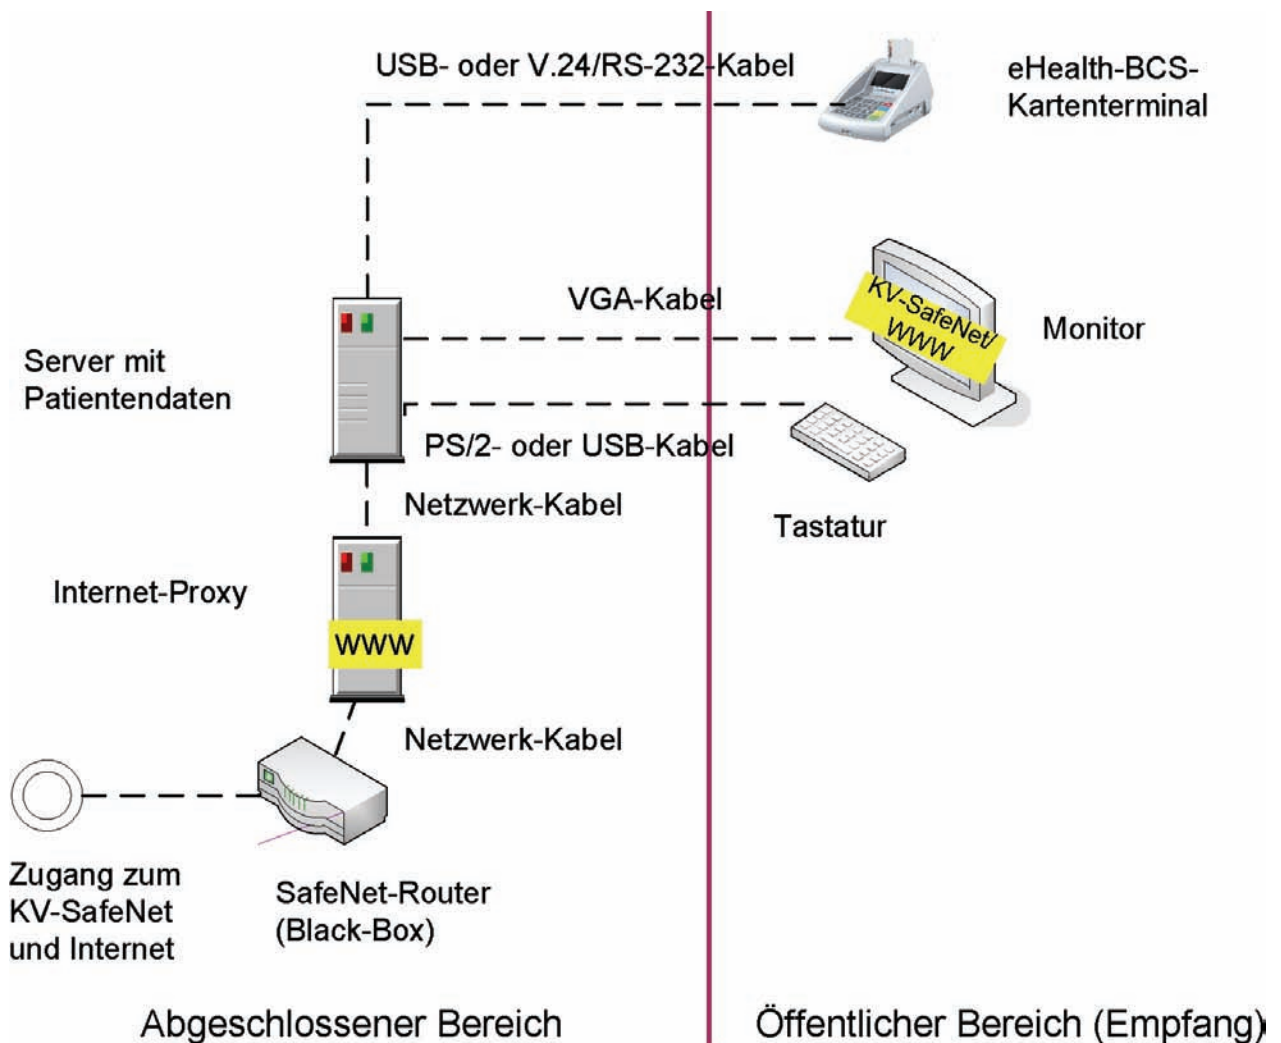 USB- oder V.24/RS-232-Kabel
eHealth-BCS-
Kartenterminal
VGA-Kabel
KV-SafeNet/
WWW
Monitor
Server mit
Patientendaten
PS/2- oder USB-Kabel
Netzwerk-Kabel
Tastatur
Internet-Proxy
WWW
Netzwerk-Kabel
Zugang zum
KV-SafeNet
und Internet
SafeNet-Router
(Black-Box)
Abgeschlossener Bereich
Öffentlicher Bereich (Empfang)